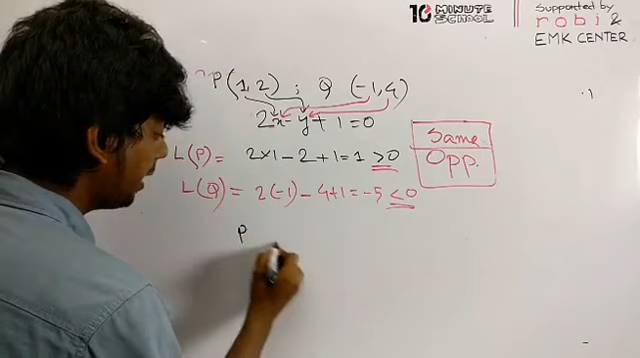 10 MINUTE SCHOOL
Supported by
robi &
EMK CENTER
P(1,2) ; Q (-1,4)
2x-y+1=0
Same
Opp.
L(P) = 2×1-2+1=1 >0
L(Q) = 2(-1)-4+1=-5 <0
P